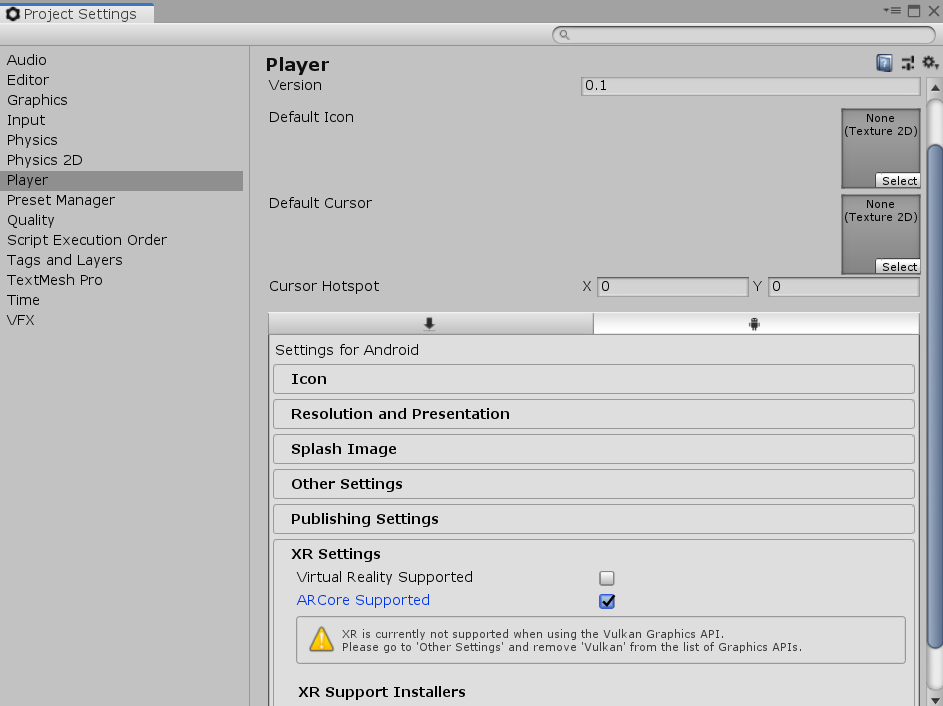 Project Settings
Audio
Editor
Graphics
Input
Physics
Physics 2D
Player
Preset Manager
Quality
Script Execution Order
Tags and Layers
TextMesh Pro
Time
VFX
Player
Version 0.1
Default Icon
None
(Texture 2D)
Select
Default Cursor
None
(Texture 2D)
Select
Cursor Hotspot X 0 Y 0
Settings for Android
Icon
Resolution and Presentation
Splash Image
Other Settings
Publishing Settings
XR Settings
Virtual Reality Supported
ARCore Supported
XR is currently not supported when using the Vulkan Graphics API.
Please go to 'Other Settings' and remove 'Vulkan' from the list of Graphics APIs.
XR Support Installers